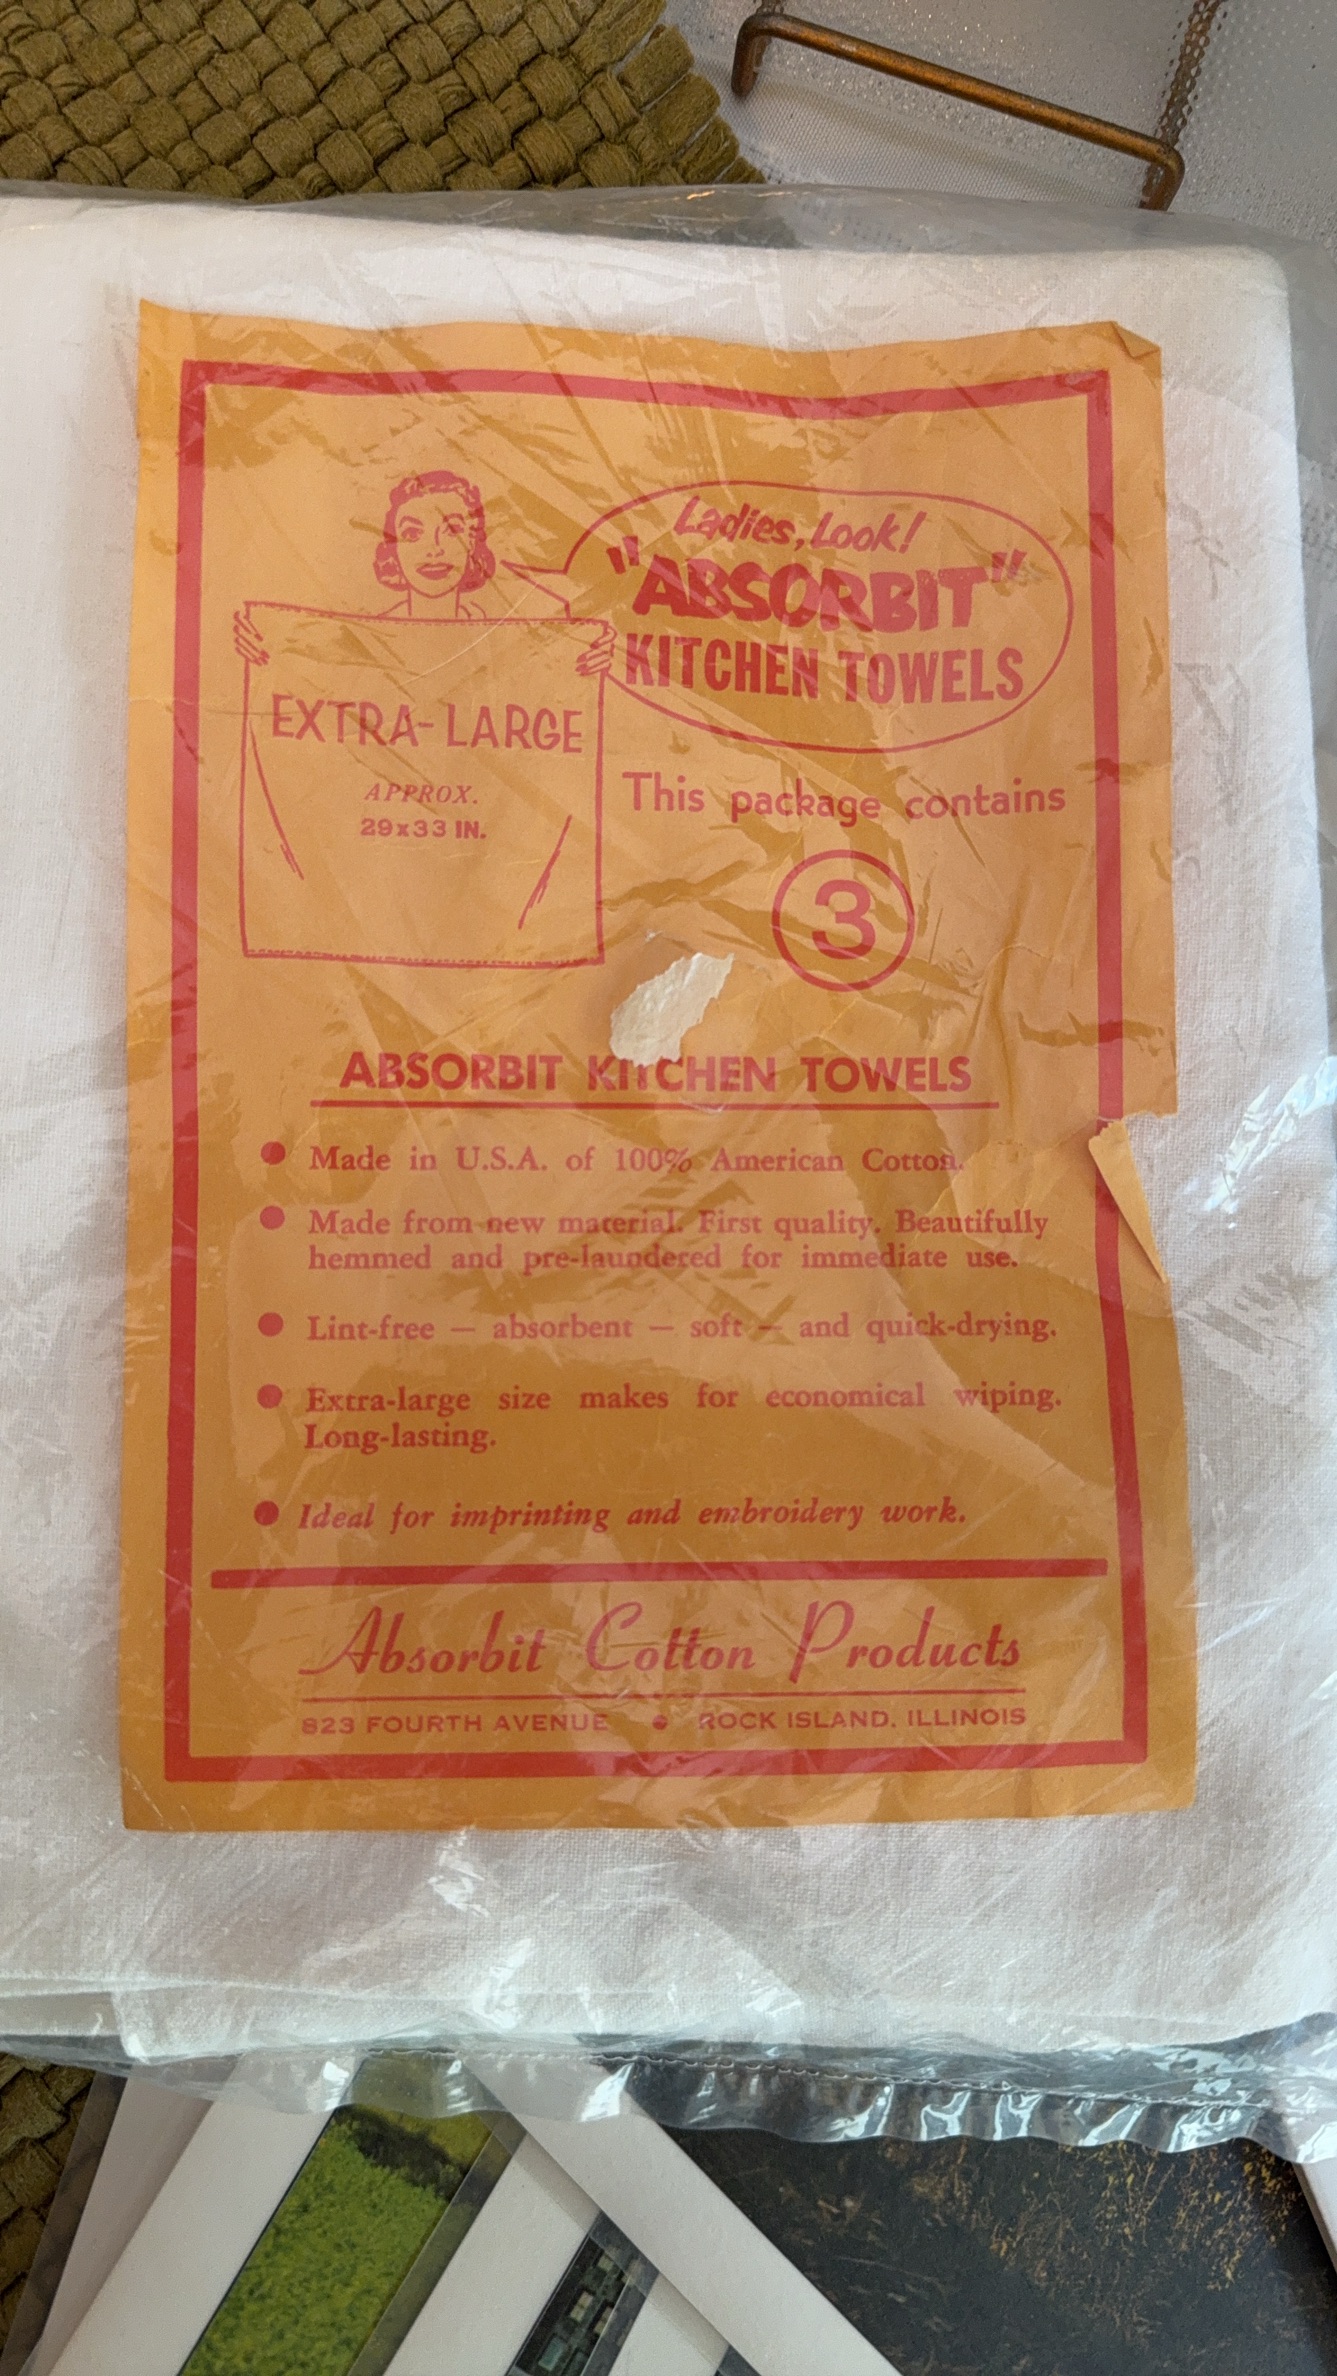 Ladies, Look!
"ABSORBIT"
KITCHEN TOWELS
EXTRA-LARGE
APPROX.
29x33 IN.
This package contains
3
ABSORBIT KITCHEN TOWELS
● Made in U.S.A. of 100% American Cotton.
● Made from new material. First quality. Beautifully
hemmed and pre-laundered for immediate use.
● Lint-free — absorbent — soft — and quick-drying.
● Extra-large size makes for economical wiping.
Long-lasting.
● Ideal for imprinting and embroidery work.
Absorbit Cotton Products
823 FOURTH AVENUE ● ROCK ISLAND, ILLINOIS